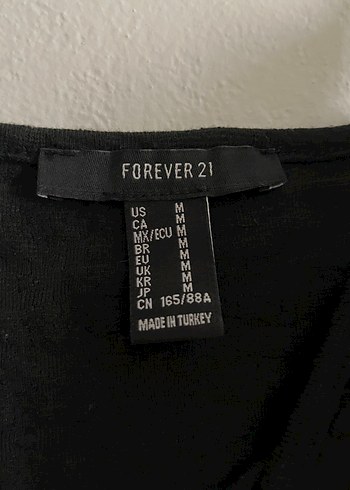 FOREVER 21
US M
CA M
MX/ECU M
BR M
EU M
UK M
KR M
JP M
CN 165/88A
MADE IN TURKEY